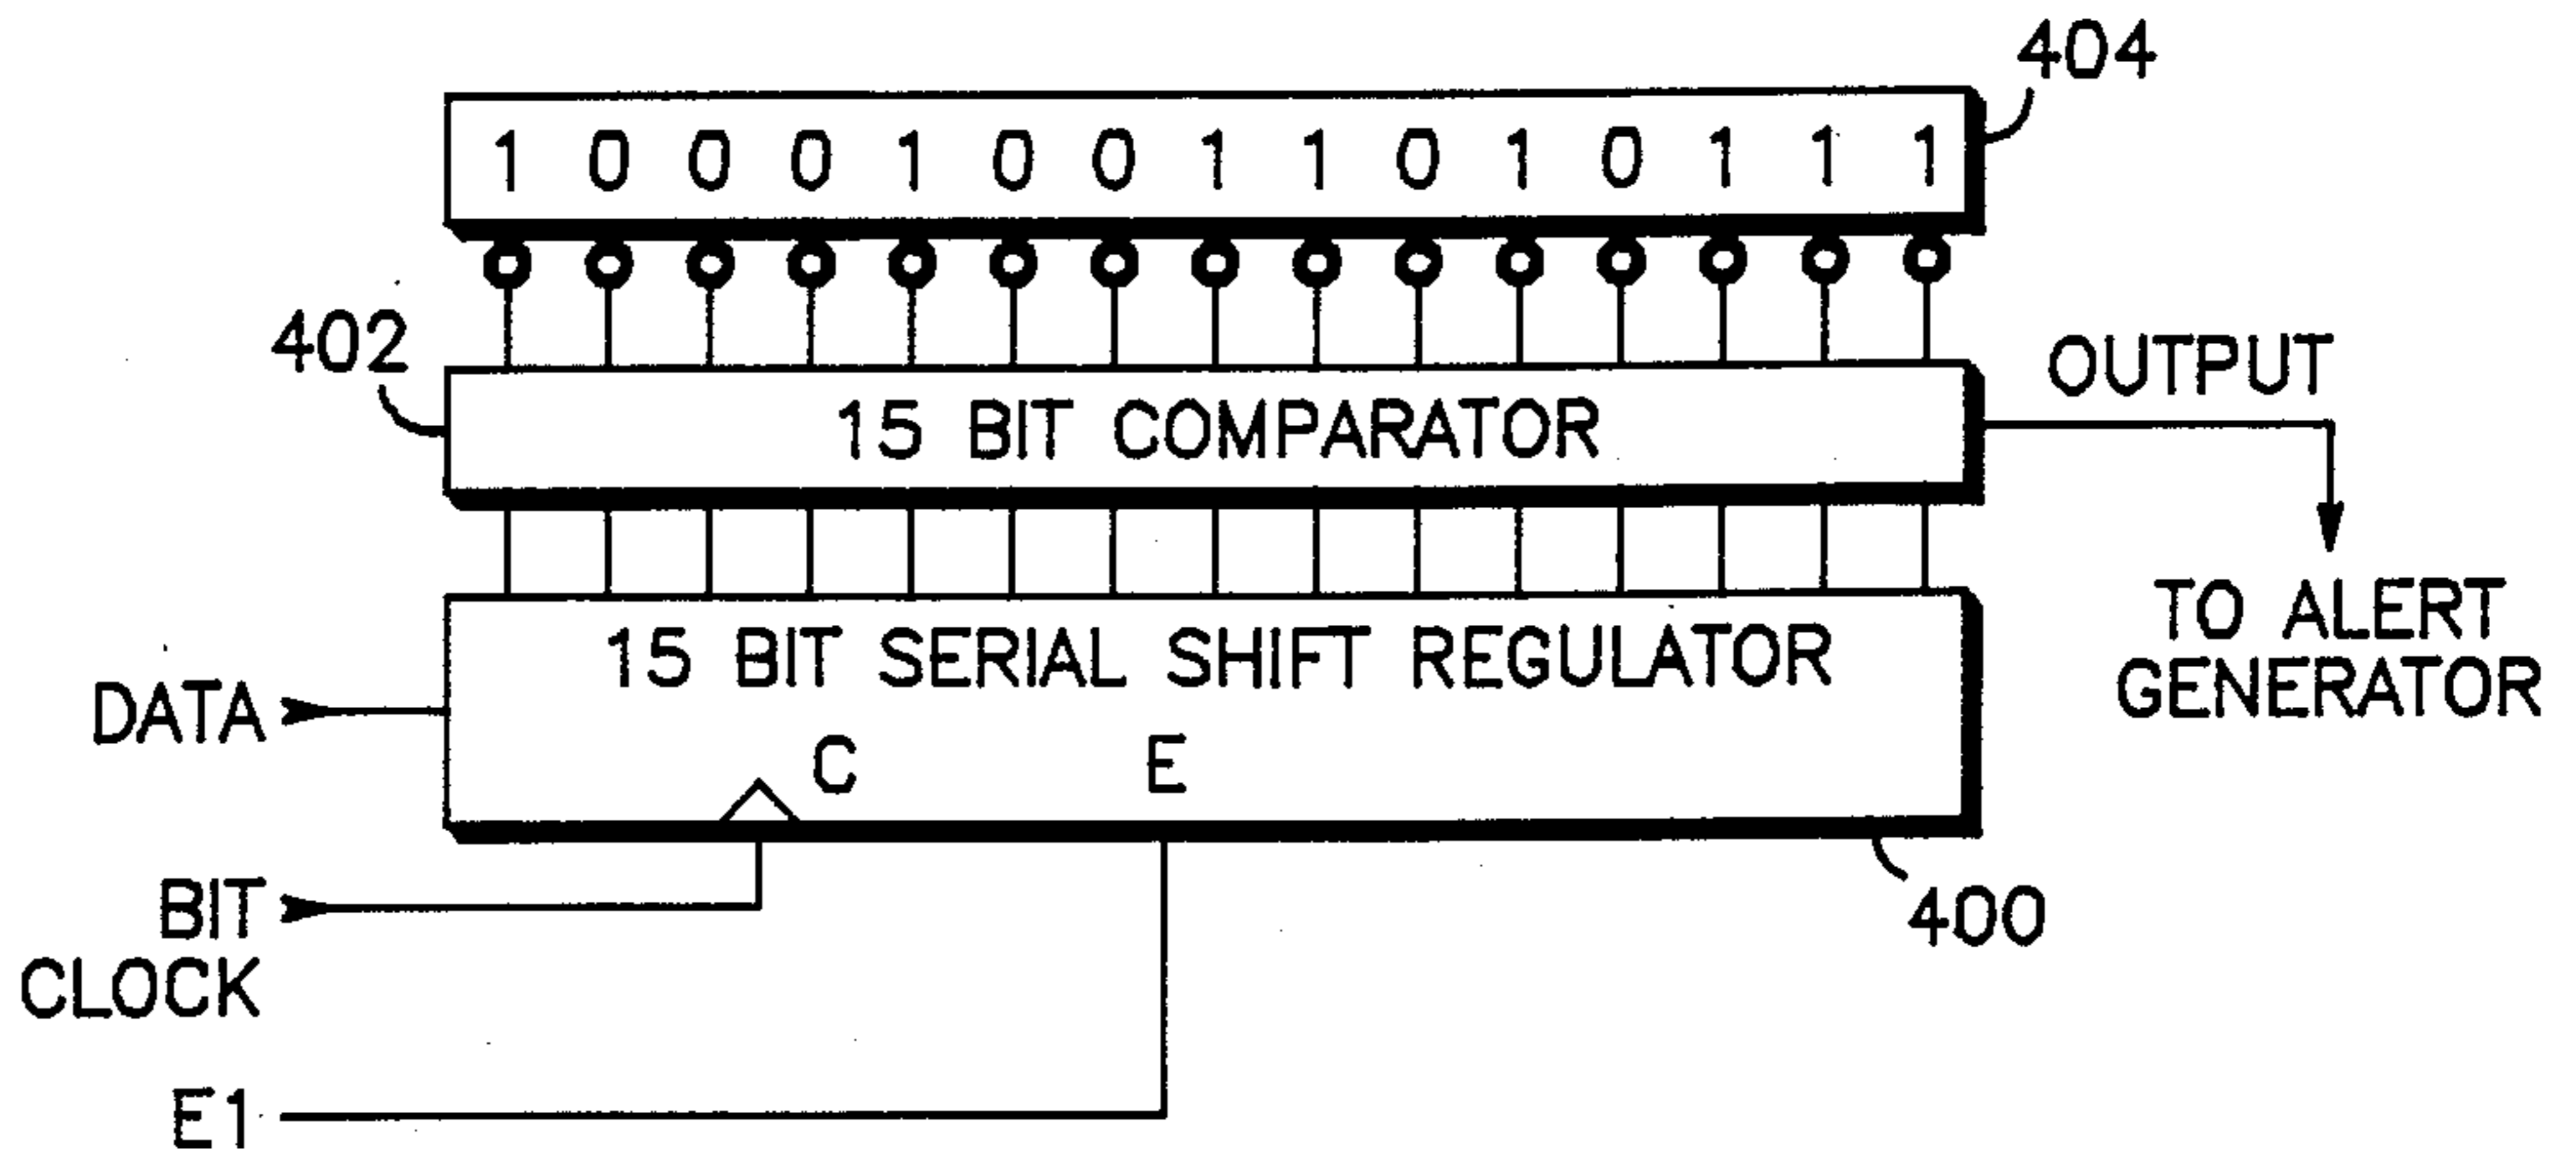 404
1 0 0 0 1 0 0 1 1 0 1 0 1 1 1
402
15 BIT COMPARATOR
OUTPUT
TO ALERT
GENERATOR
15 BIT SERIAL SHIFT REGULATOR
DATA
C E
BIT
CLOCK
400
E1